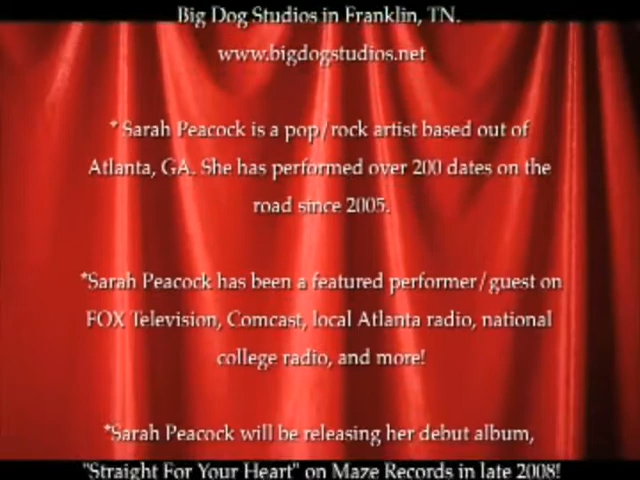 Big Dog Studios in Franklin, TN.
www.bigdogstudios.net
* Sarah Peacock is a pop/rock artist based out of
Atlanta, GA. She has performed over 200 dates on the
road since 2005.
*Sarah Peacock has been a featured performer/guest on
FOX Television, Comcast, local Atlanta radio, national
college radio, and more!
*Sarah Peacock will be releasing her debut album,
"Straight For Your Heart" on Maze Records in late 2008!